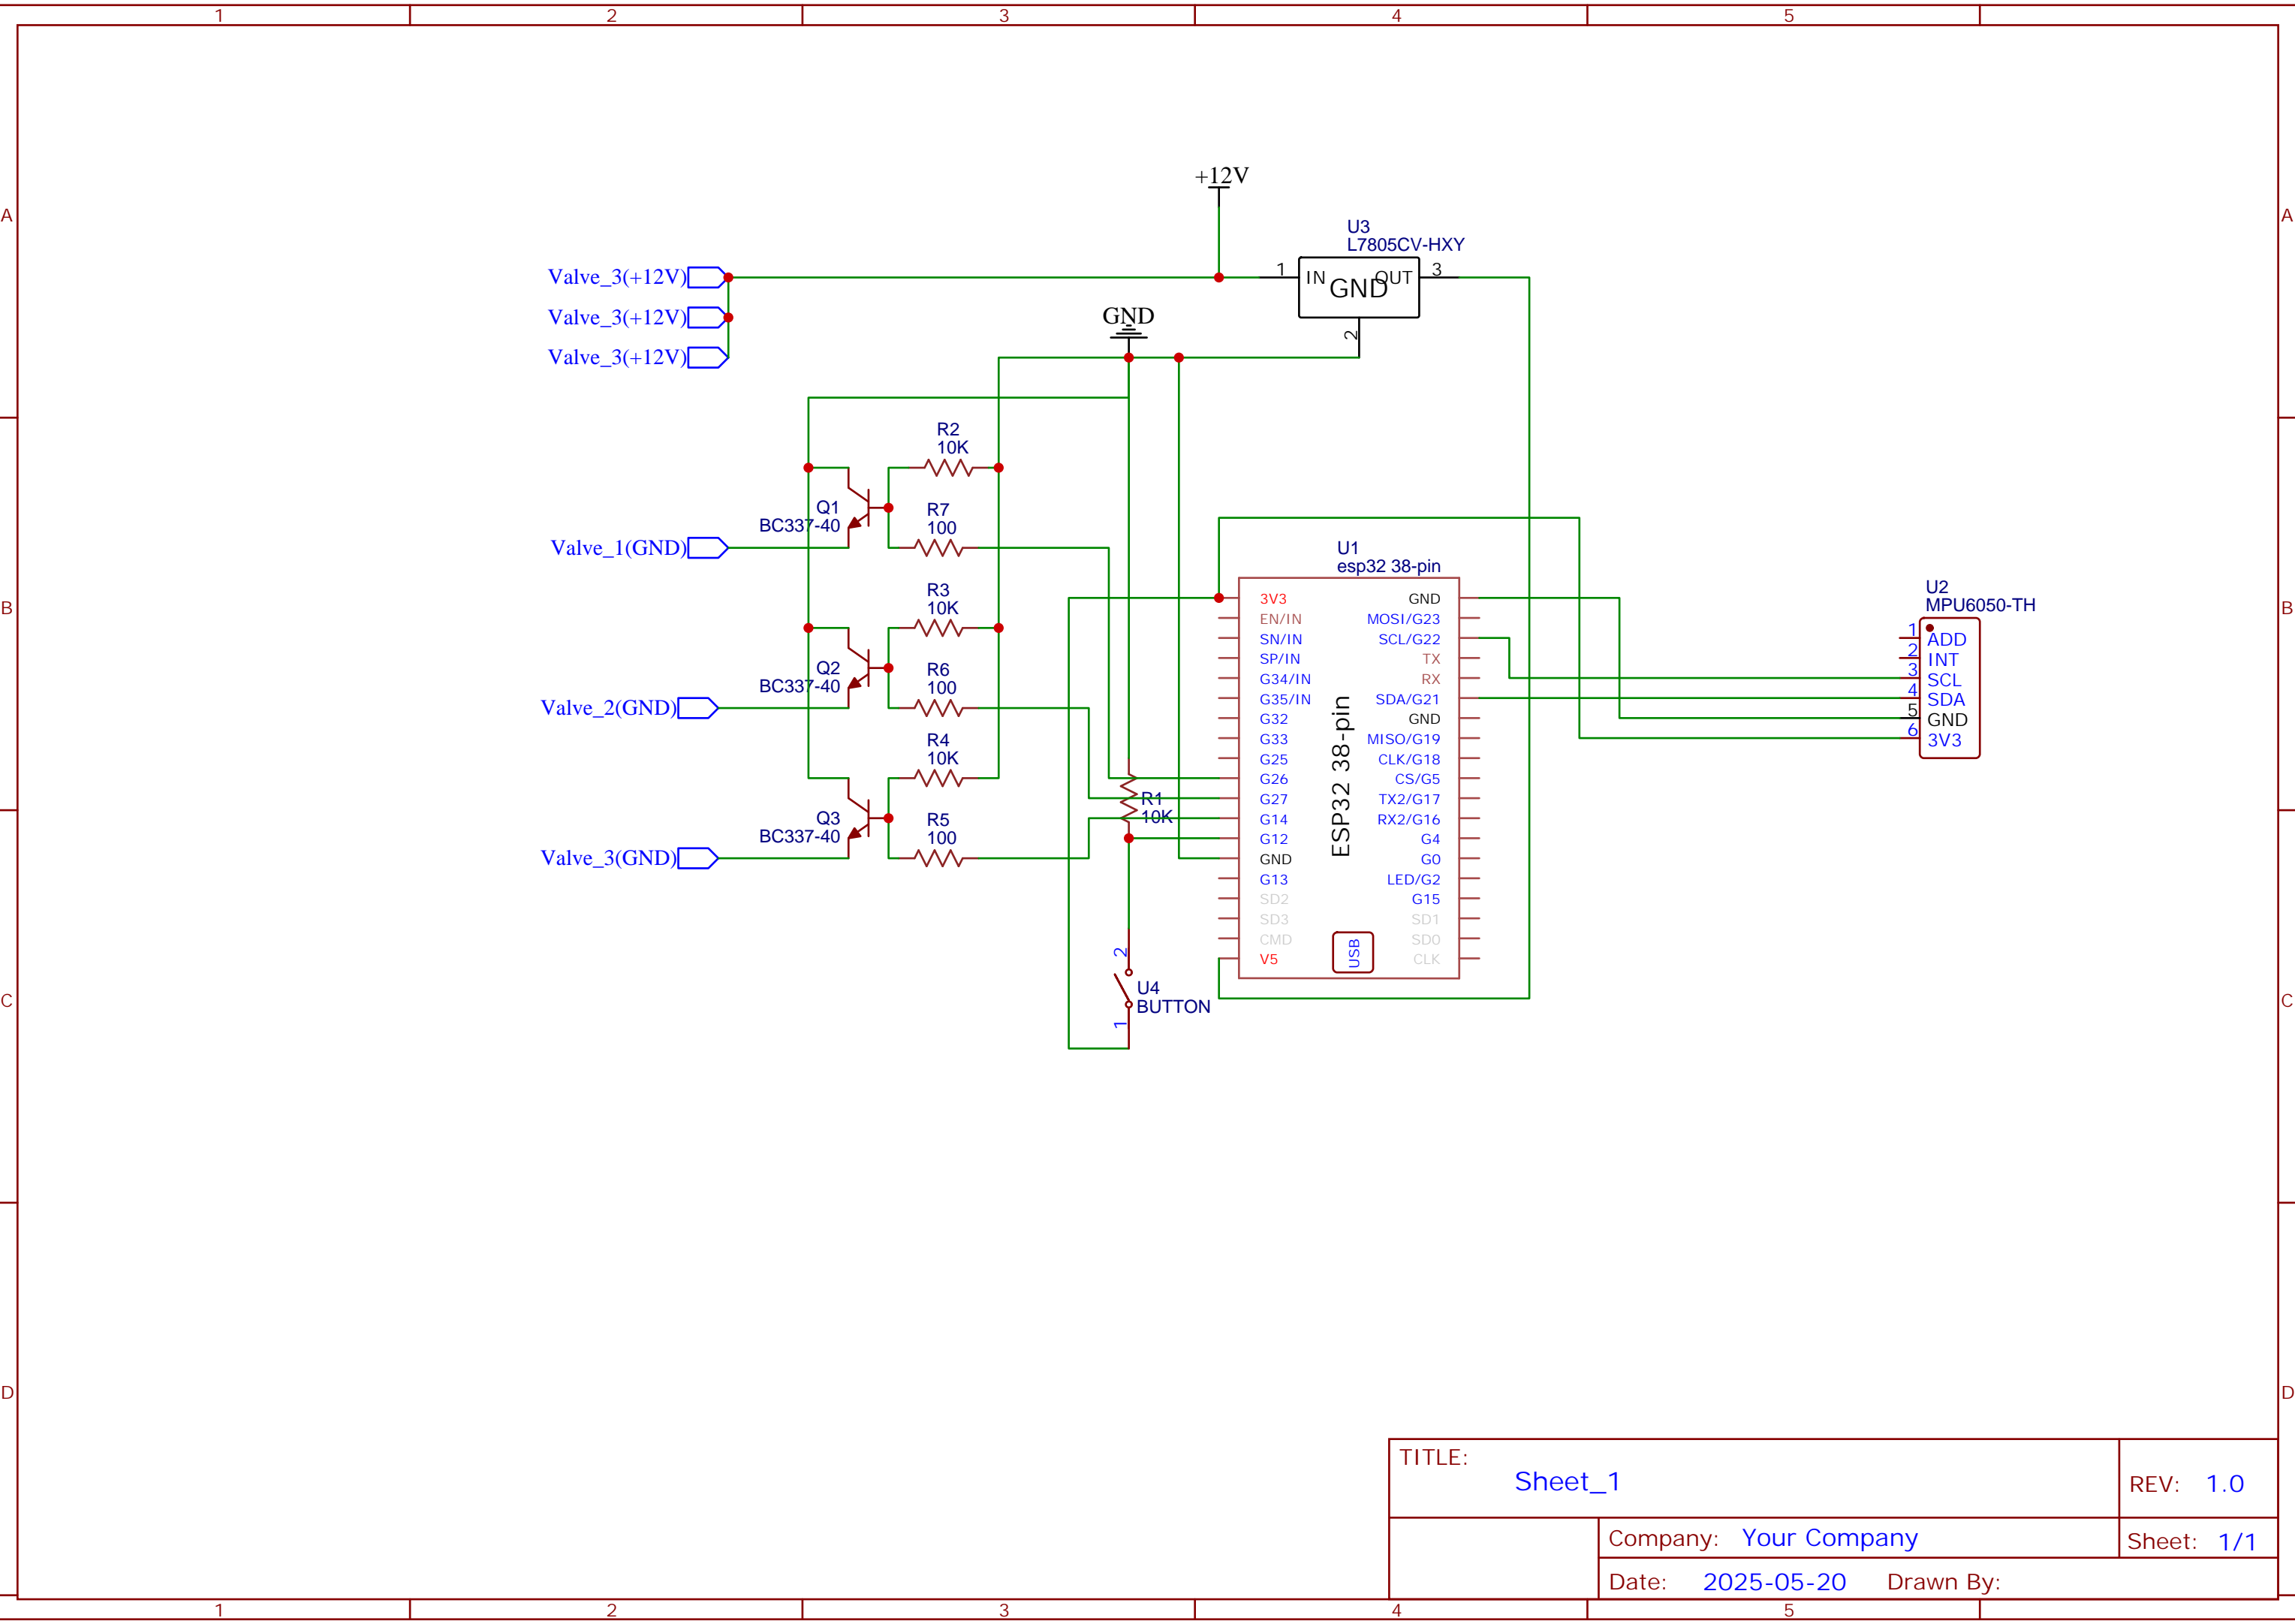 1 2 3 4 5
A A
+12V
U3
L7805CV-HXY
Valve_3(+12V)
1 IN GND OUT 3
2
Valve_3(+12V)
GND
Valve_3(+12V)
R2
10K
Q1
BC337-40
R7
100
Valve_1(GND)
U1
esp32 38-pin
R3
10K
B B
Q2
BC337-40
R6
100
Valve_2(GND)
R4
10K
Q3
BC337-40
R5
100
Valve_3(GND)
R1
10K
3V3 GND
EN/IN MOSI/G23
SN/IN SCL/G22
SP/IN TX
G34/IN RX
G35/IN SDA/G21
G32 GND
G33 MISO/G19
G25 CLK/G18
G26 CS/G5
G27 TX2/G17
G14 RX2/G16
G12 G4
GND G0
G13 LED/G2
SD2 G15
SD3 SD1
CMD SD0
V5 CLK
ESP32 38-pin
USB
U2
MPU6050-TH
1 ADD
2 INT
3 SCL
4 SDA
5 GND
6 3V3
2
U4
BUTTON
1
C C
D D
TITLE:
Sheet_1
REV: 1.0
Company: Your Company
Sheet: 1/1
Date: 2025-05-20 Drawn By:
1 2 3 4 5